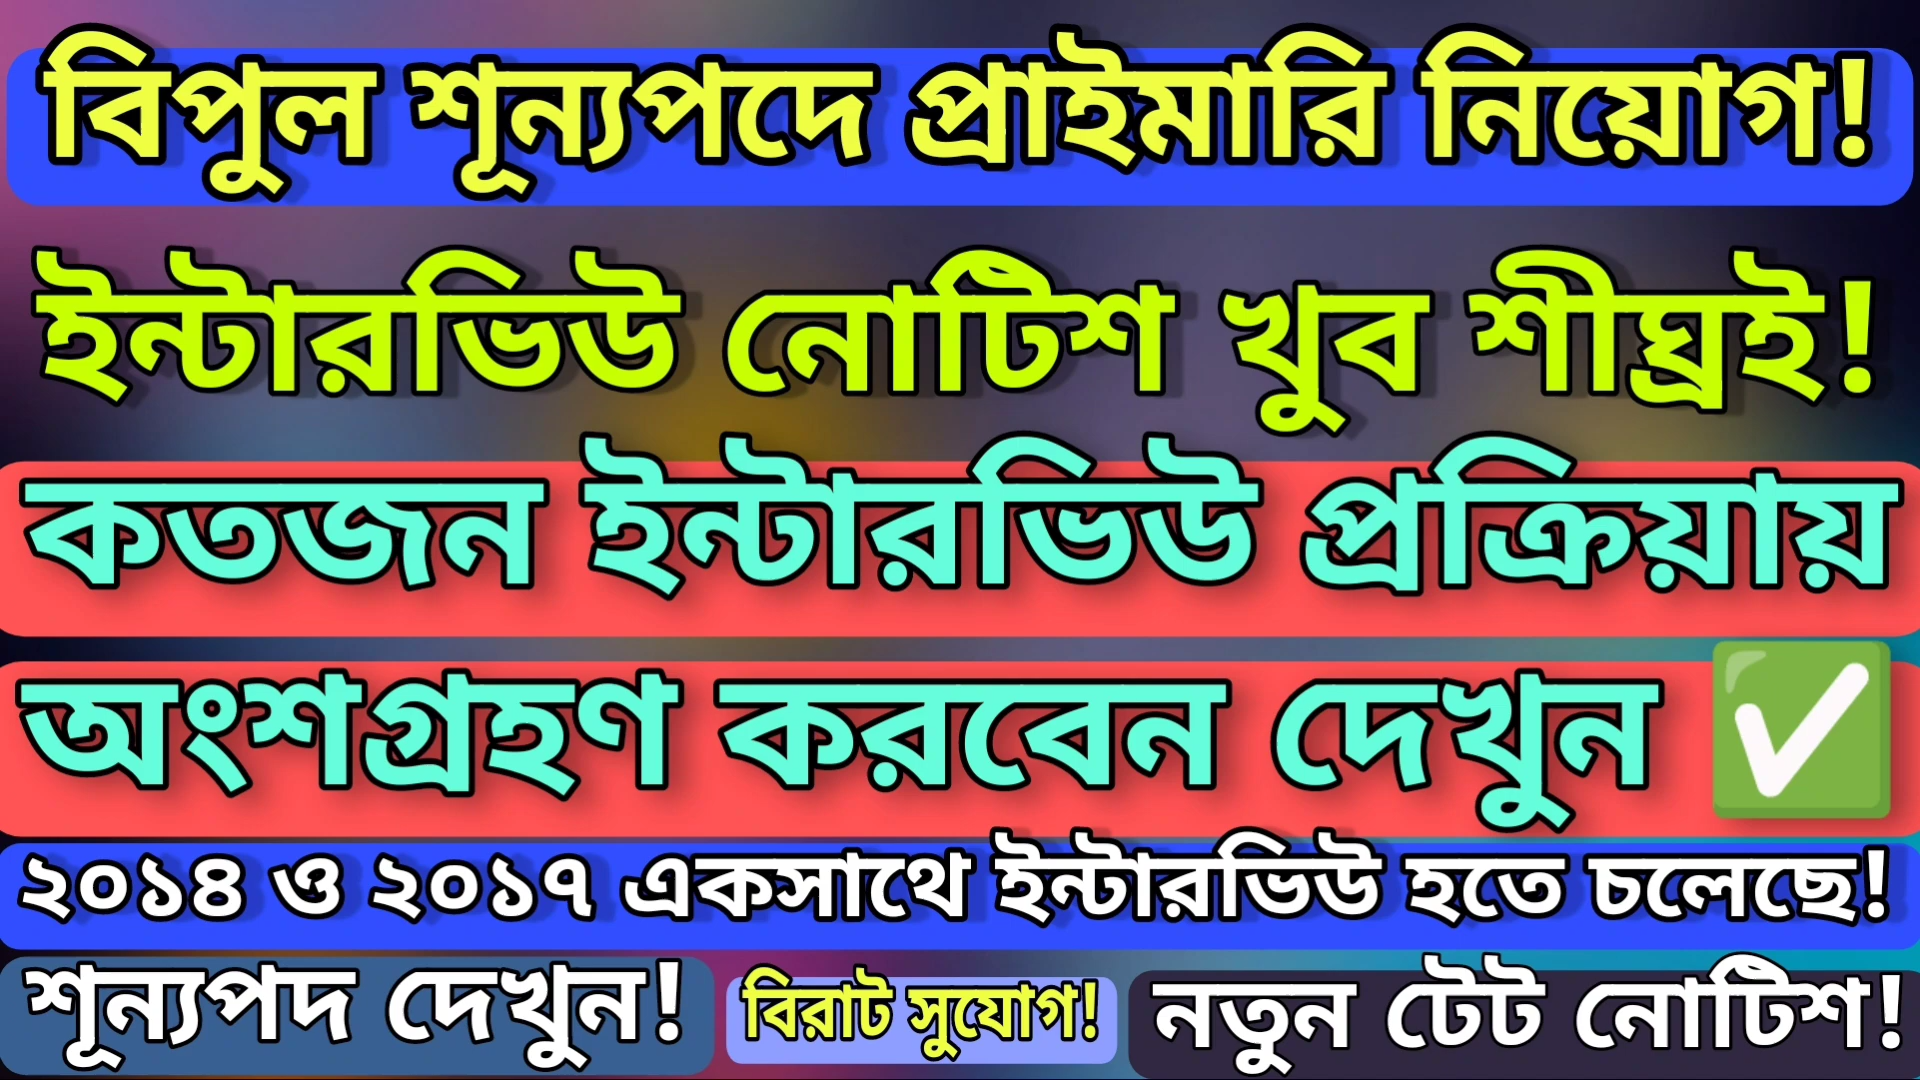 বিপুল শূন্যপদে প্রাইমারি নিয়োগ!
ইন্টারভিউ নোটিশ খুব শীঘ্রই!
কতজন ইন্টারভিউ প্রক্রিয়ায়
অংশগ্রহণ করবেন দেখুন ✅
২০১৪ ও ২০১৭ একসাথে ইন্টারভিউ হতে চলেছে!
শূন্যপদ দেখুন!
বিরাট সুযোগ!
নতুন টেট নোটিশ!